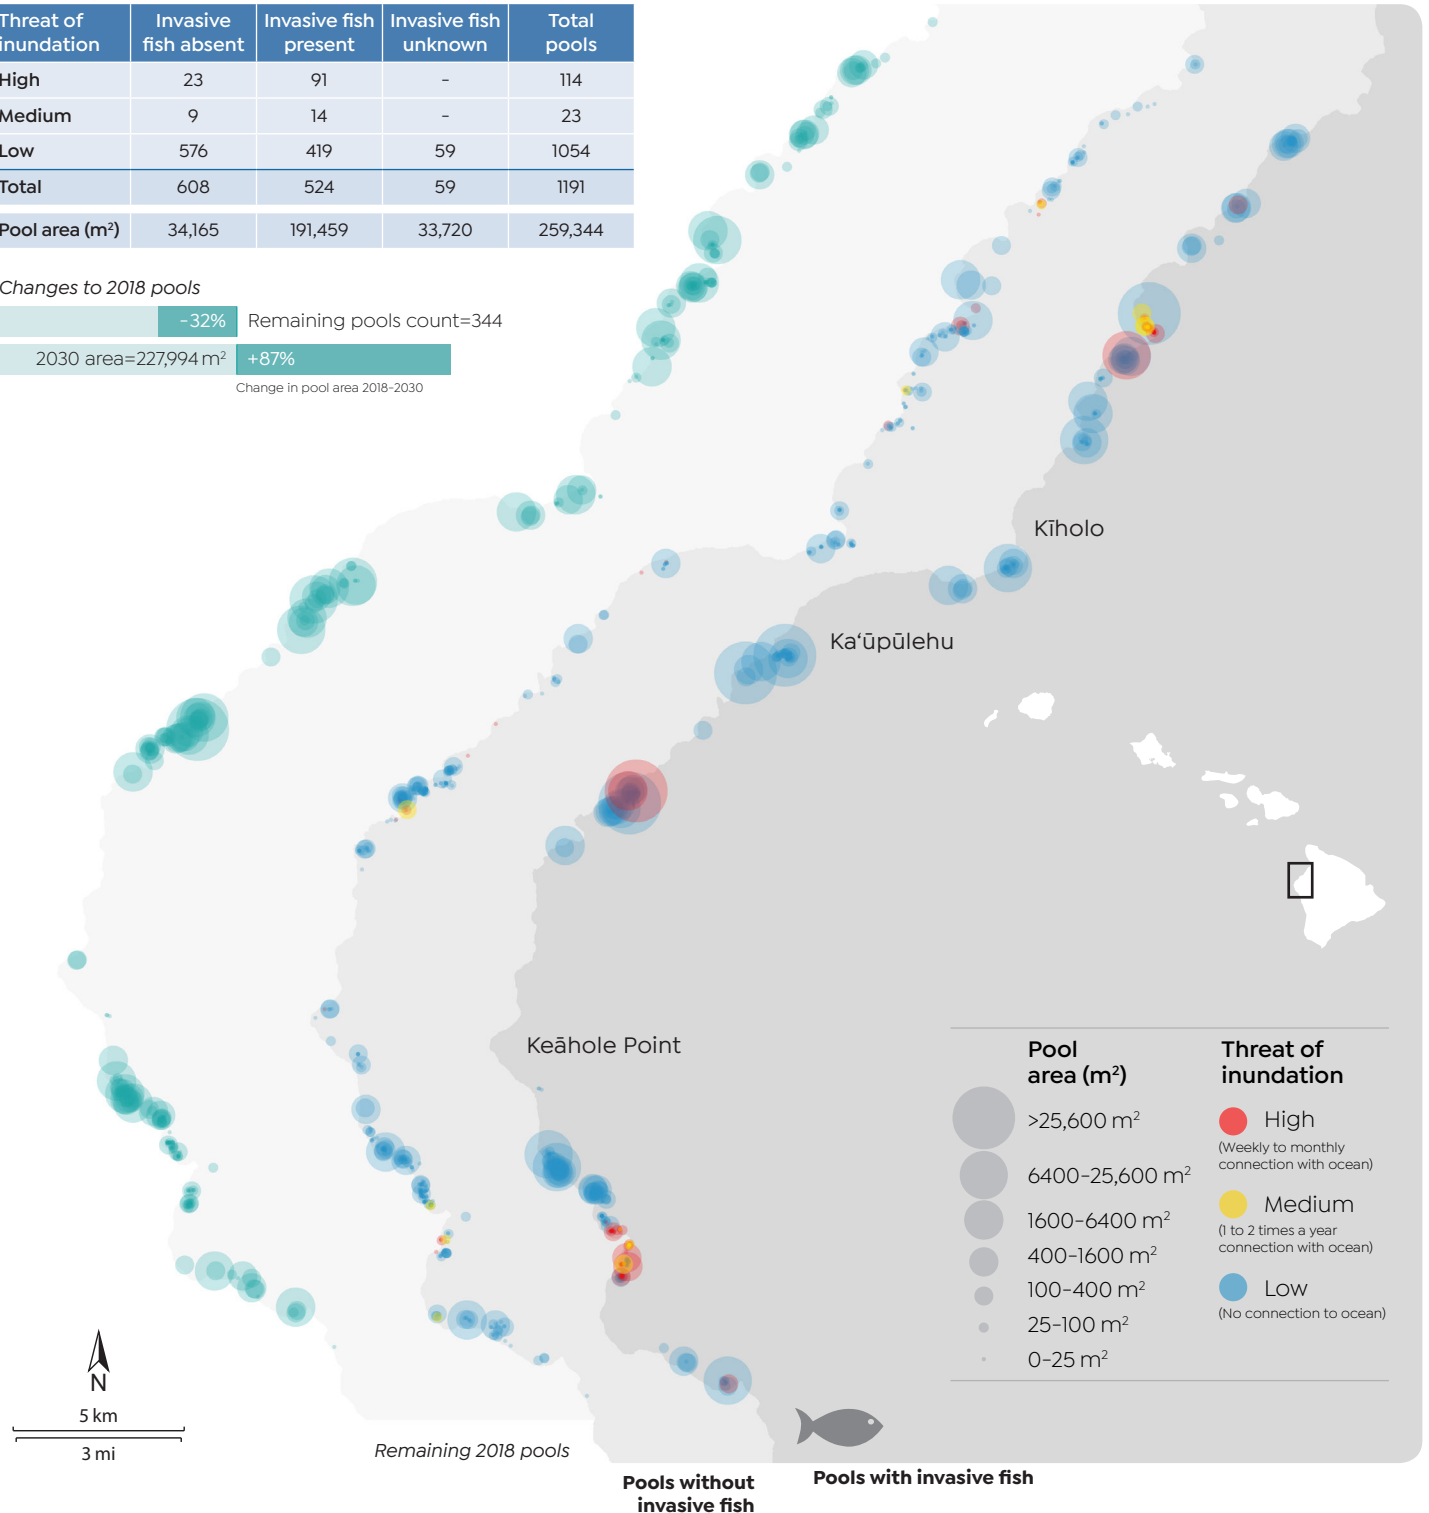 Threat of inundation | Invasive fish absent | Invasive fish present | Invasive fish unknown | Total pools
High | 23 | 91 | - | 114
Medium | 9 | 14 | - | 23
Low | 576 | 419 | 59 | 1054
Total | 608 | 524 | 59 | 1191
Pool area (m²) | 34,165 | 191,459 | 33,720 | 259,344
Changes to 2018 pools
-32% Remaining pools count=344
2030 area=227,994 m² +87%
Change in pool area 2018-2030
Kīholo
Kaʻūpūlehu
Keāhole Point
Pool
area (m²)
>25,600 m²
6400-25,600 m²
1600-6400 m²
400-1600 m²
100-400 m²
25-100 m²
0-25 m²
Threat of
inundation
High
(Weekly to monthly
connection with ocean)
Medium
(1 to 2 times a year
connection with ocean)
Low
(No connection to ocean)
N
5 km
3 mi
Remaining 2018 pools
Pools without
invasive fish
Pools with invasive fish